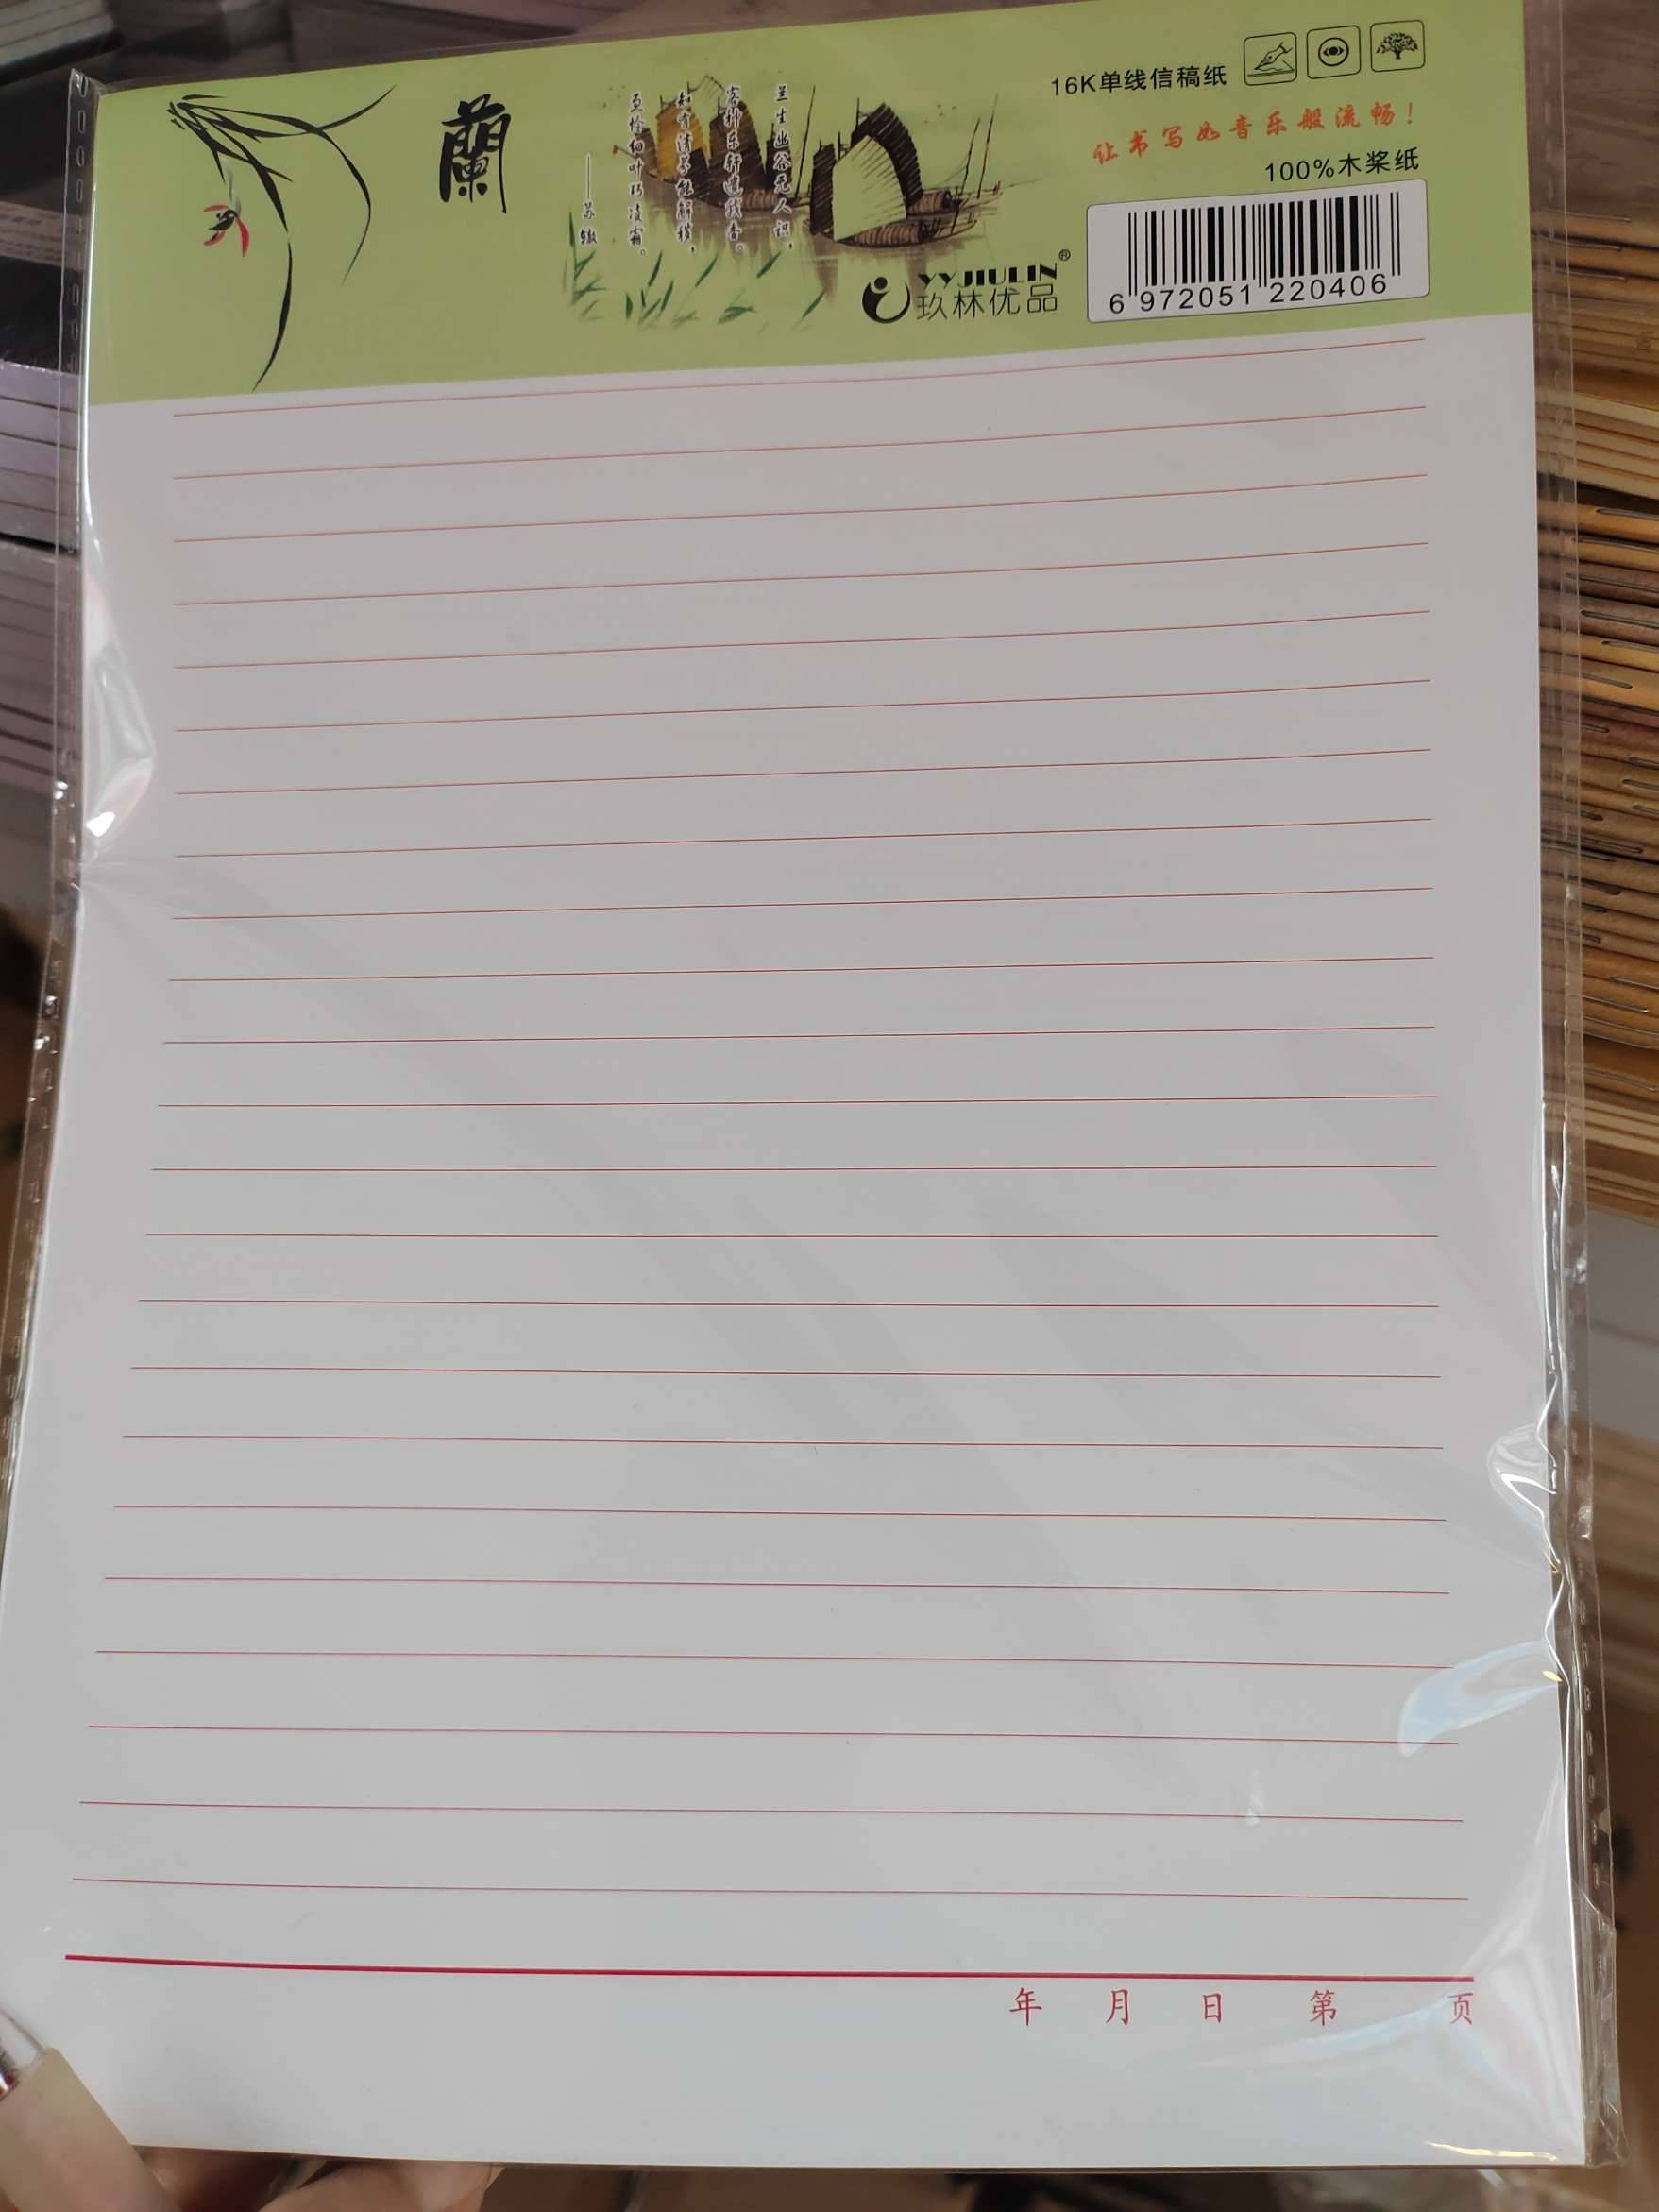 16K单线信稿纸
让书写如音乐般流畅！
100%木浆纸
蘭
兰生幽谷无人识，
客种东轩遗我香。
知有清芬能解秽，
更怜细叶巧凌霜。
——苏辙
YYJIULIN®
玖林优品
6 972051 220406
年 月 日 第 页